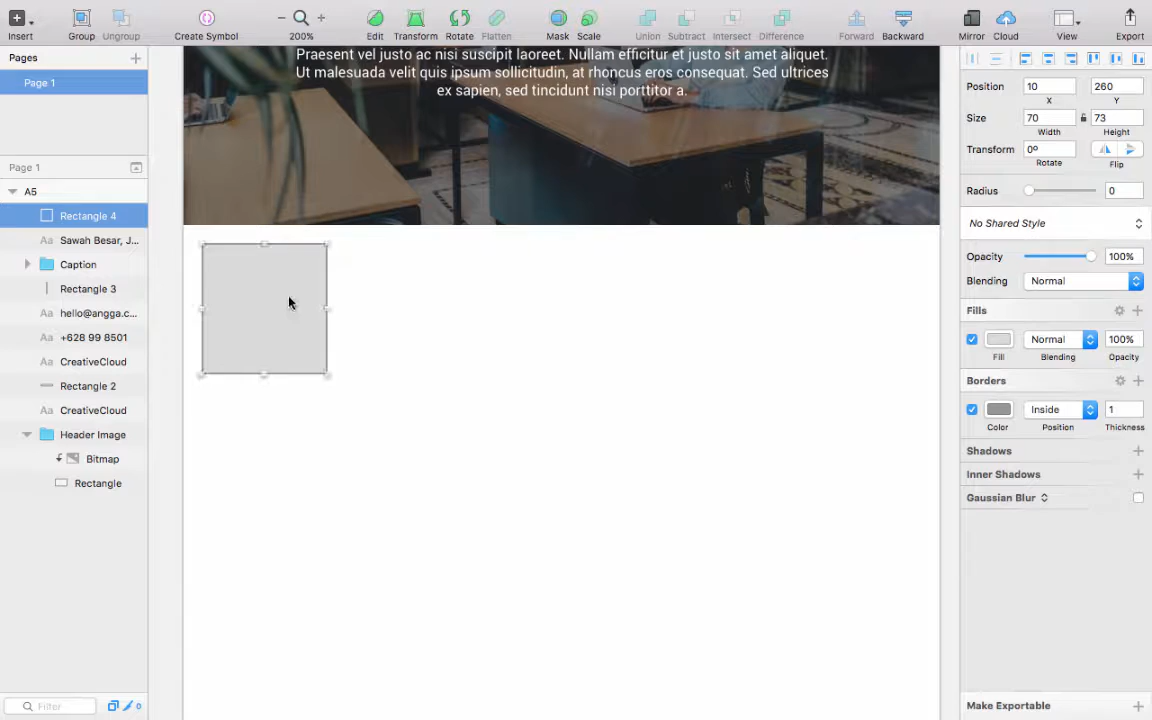 Insert
Group
Ungroup
Create Symbol
200%
Edit
Transform
Rotate
Flatten
Mask
Scale
Union
Subtract
Intersect
Difference
Forward
Backward
Mirror
Cloud
View
Export
Pages
Page 1
Page 1
A5
Rectangle 4
Aa Sawah Besar, J...
Caption
Rectangle 3
Aa hello@angga.c...
Aa +628 99 8501
Aa CreativeCloud
Rectangle 2
Aa CreativeCloud
Header Image
Bitmap
Rectangle
Filter
0
Praesent vel justo ac nisi suscipit laoreet. Nullam efficitur et justo sit amet aliquet.
Ut malesuada velit quis ipsum sollicitudin, at rhoncus eros consequat. Sed ultrices
ex sapien, sed tincidunt nisi porttitor a.
Position 10 260
X Y
Size 70 73
Width Height
Transform 0º
Rotate Flip
Radius 0
No Shared Style
Opacity 100%
Blending Normal
Fills
Normal 100%
Fill Blending Opacity
Borders
Inside 1
Color Position Thickness
Shadows
Inner Shadows
Gaussian Blur
Make Exportable